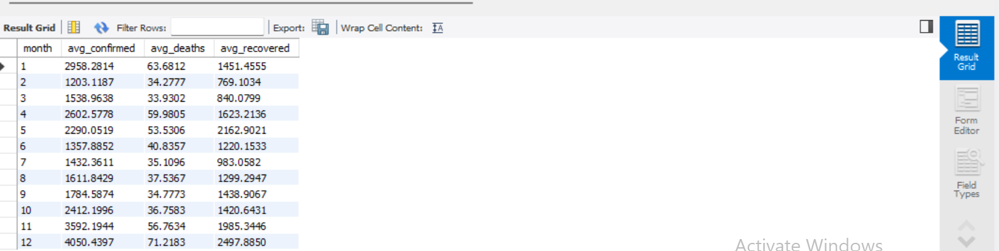 Result Grid Filter Rows: Export: Wrap Cell Content: IA
month avg_confirmed avg_deaths avg_recovered
1 2958.2814 63.6812 1451.4555
2 1203.1187 34.2777 769.1034
3 1538.9638 33.9302 840.0799
4 2602.5778 59.9805 1623.2136
5 2290.0519 53.5306 2162.9021
6 1357.8852 40.8357 1220.1533
7 1432.3611 35.1096 983.0582
8 1611.8429 37.5367 1299.2947
9 1784.5874 34.7773 1438.9067
10 2412.1996 36.7583 1420.6431
11 3592.1944 56.7634 1985.3446
12 4050.4397 71.2183 2497.8850
Result
Grid
Form
Editor
Field
Types
Activate Windows